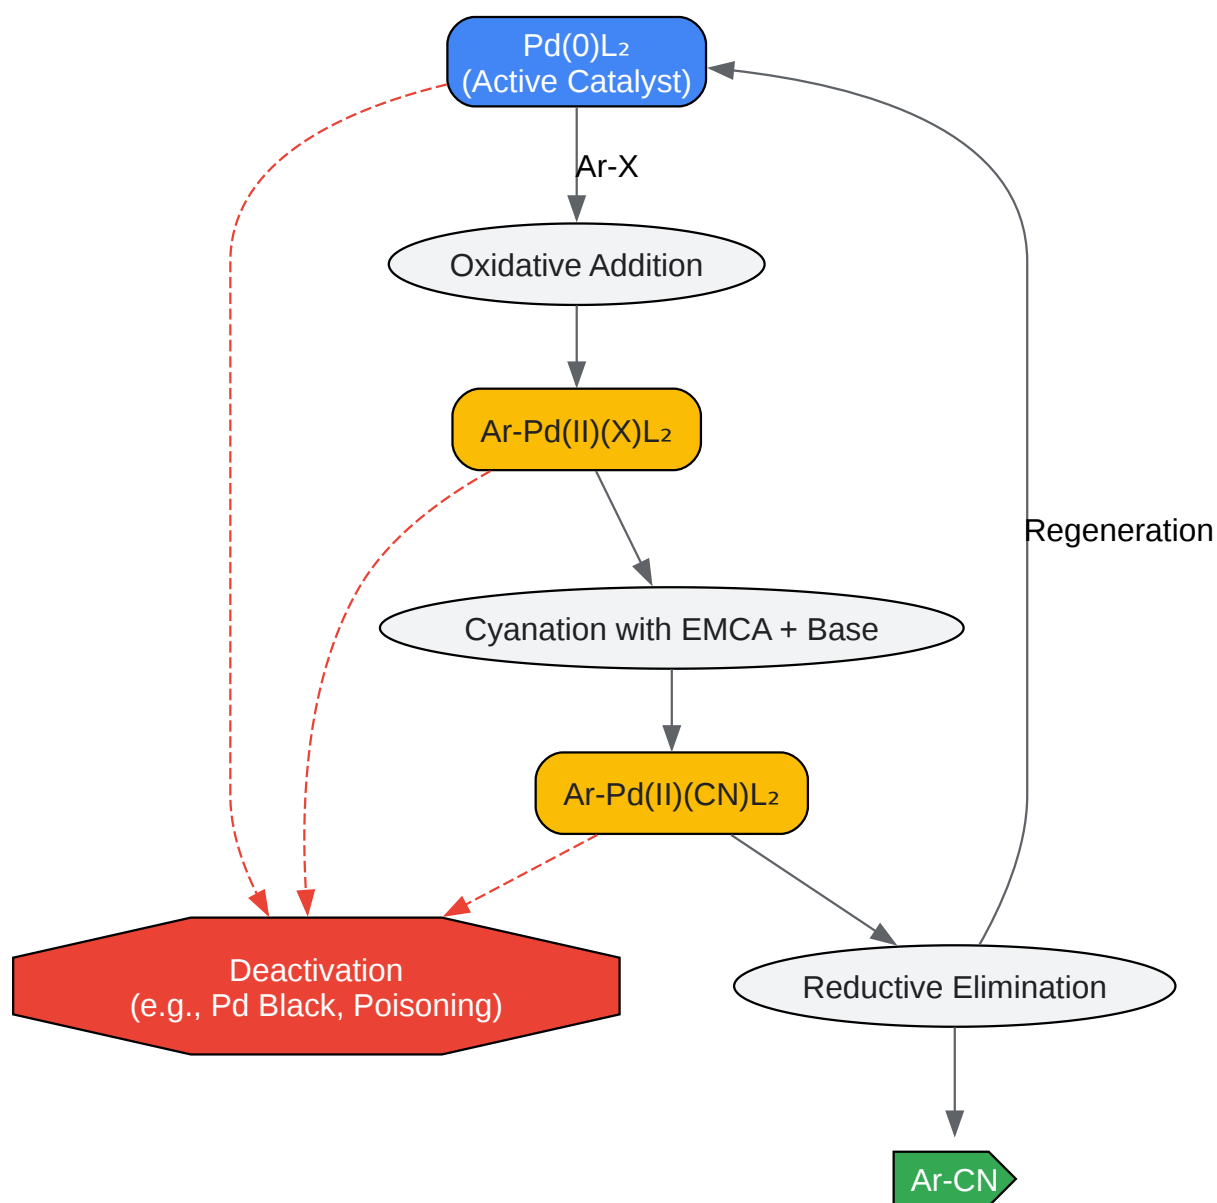 Pd(0)L₂
(Active Catalyst)
Ar-X
Oxidative Addition
Ar-Pd(II)(X)L₂
Regeneration
Cyanation with EMCA + Base
Ar-Pd(II)(CN)L₂
Deactivation
(e.g., Pd Black, Poisoning)
Reductive Elimination
Ar-CN